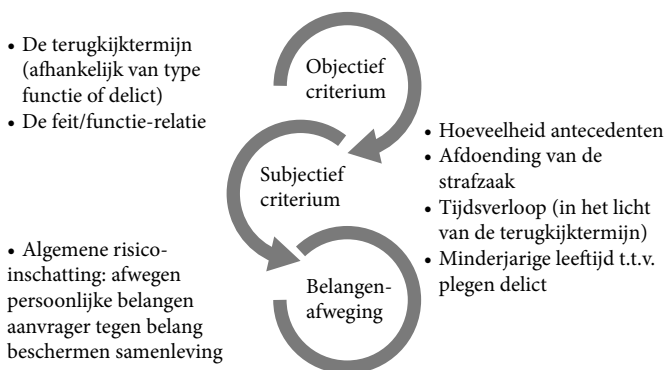 • De terugkijktermijn
(afhankelijk van type
functie of delict)
• De feit/functie-relatie
Objectief
criterium
Subjectief
criterium
• Hoeveelheid antecedenten
• Afdoending van de
strafzaak
• Tijdsverloop (in het licht
van de terugkijktermijn)
• Minderjarige leeftijd t.t.v.
plegen delict
• Algemene risico-
inschatting: afwegen
persoonlijke belangen
aanvrager tegen belang
beschermen samenleving
Belangen-
afweging